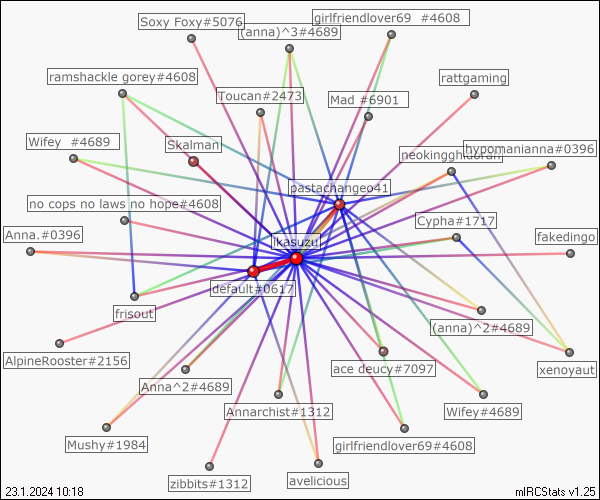 girlfriendlover69 #4608
Soxy Foxy#5076
(anna)^3#4689
ramshackle gorey#4608
rattgaming
Toucan#2473
Mad #6901
Wifey #4689
Skalman
hypomanianna#0396
pastachangeo41
no cops no laws no hope#4608
Cypha#1717
Anna.#0396
likasuzu
fakedingo
default#0617
frisout
(anna)^2#4689
AlpineRooster#2156
ace deucy#7097
xenoyaut
Anna^2#4689
Annarchist#1312
Wifey#4689
Mushy#1984
girlfriendlover69#4608
zibbits#1312
avelicious
23.1.2024 10:18
mIRCStats v1.25